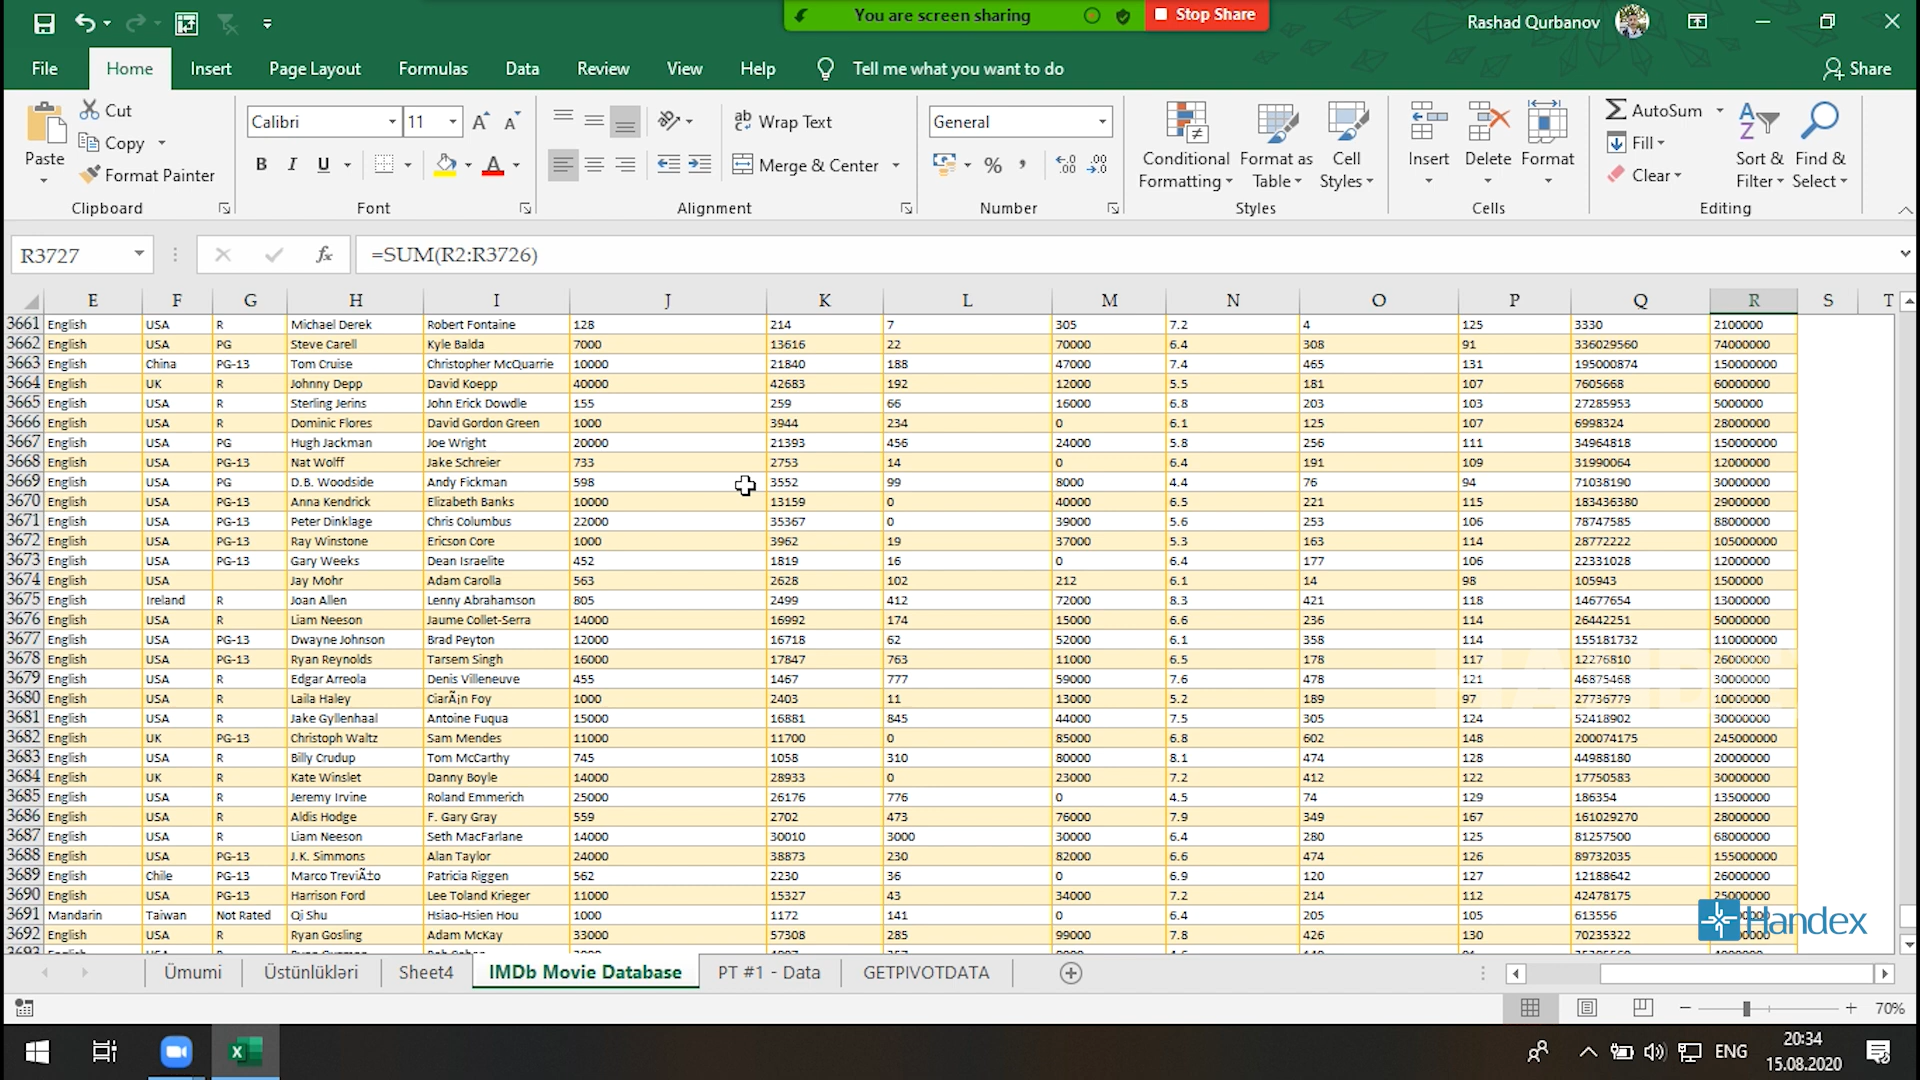 You are screen sharing Stop Share Rashad Qurbanov
File Home Insert Page Layout Formulas Data Review View Help Tell me what you want to do Share
Cut
Copy
Format Painter
Paste
Calibri 11
B I U A
Wrap Text
Merge & Center
General
%
Conditional Formatting
Format as Table
Cell Styles
Insert Delete Format
AutoSum
Fill
Clear
Sort & Filter
Find & Select
Clipboard Font Alignment Number Styles Cells Editing
R3727 fx =SUM(R2:R3726)
E F G H I J K L M N O P Q R S T
3661 English USA R Michael Derek Robert Fontaine 128 214 7 305 7.2 4 125 3330 2100000
3662 English USA PG Steve Carell Kyle Balda 7000 13616 22 70000 6.4 308 91 336029560 74000000
3663 English China PG-13 Tom Cruise Christopher McQuarrie 10000 21840 188 47000 7.4 465 131 195000874 150000000
3664 English UK R Johnny Depp David Koepp 40000 42683 192 12000 5.5 181 107 7605668 60000000
3665 English USA R Sterling Jerins John Erick Dowdle 155 259 66 16000 6.8 203 103 27285953 5000000
3666 English USA R Dominic Flores David Gordon Green 1000 3944 234 0 6.1 125 107 6998324 28000000
3667 English USA PG Hugh Jackman Joe Wright 20000 21393 456 24000 5.8 256 111 34964818 150000000
3668 English USA PG-13 Nat Wolff Jake Schreier 733 2753 14 0 6.4 191 109 31990064 12000000
3669 English USA PG D.B. Woodside Andy Fickman 598 3552 99 8000 4.4 76 94 71038190 30000000
3670 English USA PG-13 Anna Kendrick Elizabeth Banks 10000 13159 0 40000 6.5 221 115 183436380 29000000
3671 English USA PG-13 Peter Dinklage Chris Columbus 22000 35367 0 39000 5.6 253 106 78747585 88000000
3672 English USA PG-13 Ray Winstone Ericson Core 1000 3962 19 37000 5.3 163 114 28772222 105000000
3673 English USA PG-13 Gary Weeks Dean Israelite 452 1819 16 0 6.4 177 106 22331028 12000000
3674 English USA Jay Mohr Adam Carolla 563 2628 102 212 6.1 14 98 105943 1500000
3675 English Ireland R Joan Allen Lenny Abrahamson 805 2499 412 72000 8.3 421 118 14677654 13000000
3676 English USA R Liam Neeson Jaume Collet-Serra 14000 16992 174 15000 6.6 236 114 26442251 50000000
3677 English USA PG-13 Dwayne Johnson Brad Peyton 12000 16718 62 52000 6.1 358 114 155181732 110000000
3678 English USA PG-13 Ryan Reynolds Tarsem Singh 16000 17847 763 11000 6.5 178 117 12276810 26000000
3679 English USA R Edgar Arreola Denis Villeneuve 455 1467 777 59000 7.6 478 121 46875468 30000000
3680 English USA R Laila Haley CiarÃ¡n Foy 1000 2403 11 13000 5.2 189 97 27736779 10000000
3681 English USA R Jake Gyllenhaal Antoine Fuqua 15000 16881 845 44000 7.5 305 124 52418902 30000000
3682 English UK PG-13 Christoph Waltz Sam Mendes 11000 11700 0 85000 6.8 602 148 200074175 245000000
3683 English USA R Billy Crudup Tom McCarthy 745 1058 310 80000 8.1 474 128 44988180 20000000
3684 English UK R Kate Winslet Danny Boyle 14000 28933 0 23000 7.2 412 122 17750583 30000000
3685 English USA R Jeremy Irvine Roland Emmerich 25000 26176 776 0 4.5 74 129 186354 13500000
3686 English USA R Aldis Hodge F. Gary Gray 559 2702 473 76000 7.9 349 167 161029270 28000000
3687 English USA R Liam Neeson Seth MacFarlane 14000 30010 3000 30000 6.4 280 125 81257500 68000000
3688 English USA PG-13 J.K. Simmons Alan Taylor 24000 38873 230 82000 6.6 474 126 89732035 155000000
3689 English Chile PG-13 Marco TreviÃ±o Patricia Riggen 562 2230 36 0 6.9 120 127 12188642 26000000
3690 English USA PG-13 Harrison Ford Lee Toland Krieger 11000 15327 43 34000 7.2 214 112 42478175 25000000
3691 Mandarin Taiwan Not Rated Qi Shu Hsiao-Hsien Hou 1000 1172 141 0 6.4 205 105 613556
3692 English USA R Ryan Gosling Adam McKay 33000 57308 285 99000 7.8 426 130 70235322
Handex
Ümumi Üstünlükləri Sheet4 IMDb Movie Database PT #1 - Data GETPIVOTDATA
70%
ENG 20:34
15.08.2020